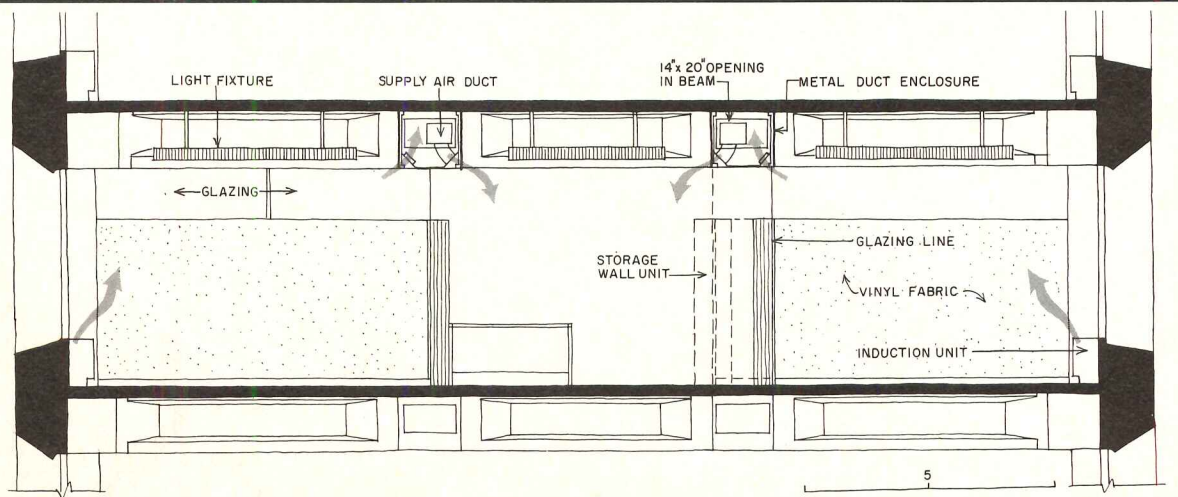 LIGHT FIXTURE
SUPPLY AIR DUCT
14"x 20" OPENING
IN BEAM
METAL DUCT ENCLOSURE
GLAZING
GLAZING LINE
STORAGE
WALL UNIT
VINYL FABRIC
INDUCTION UNIT
5